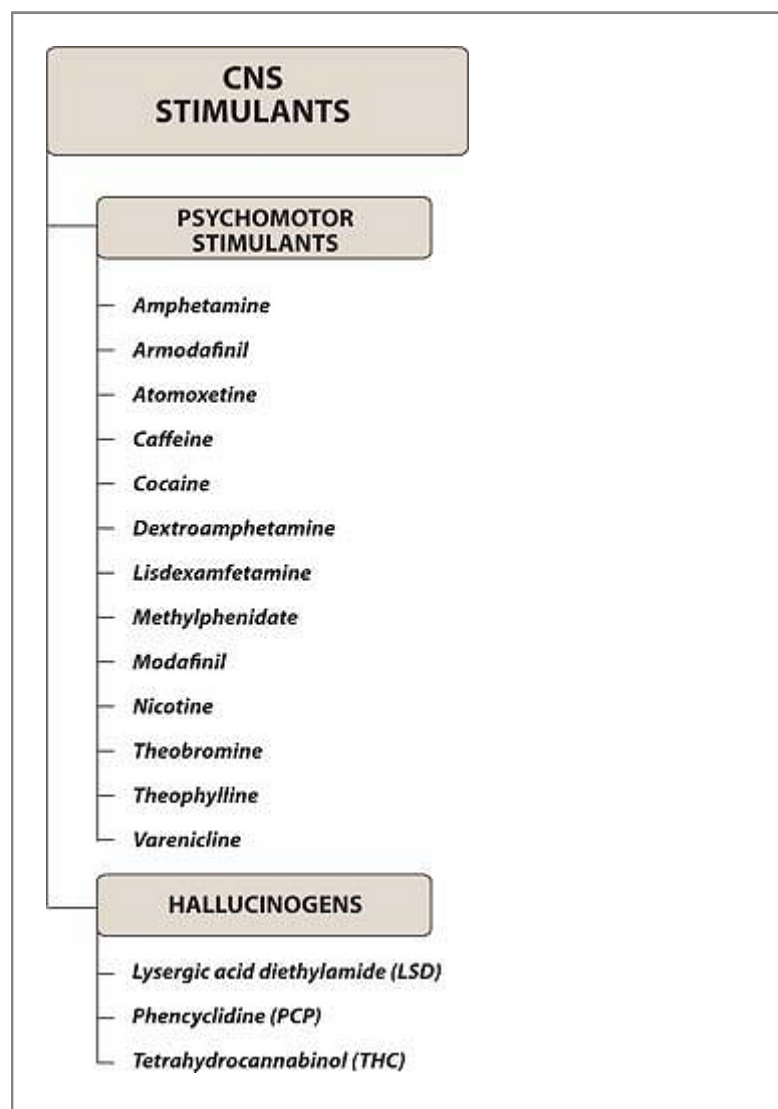 CNS
STIMULANTS
PSYCHOMOTOR
STIMULANTS
Amphetamine
Armodafinil
Atomoxetine
Caffeine
Cocaine
Dextroamphetamine
Lisdexamfetamine
Methylphenidate
Modafinil
Nicotine
Theobromine
Theophylline
Varenicline
HALLUCINOGENS
Lysergic acid diethylamide (LSD)
Phencyclidine (PCP)
Tetrahydrocannabinol (THC)